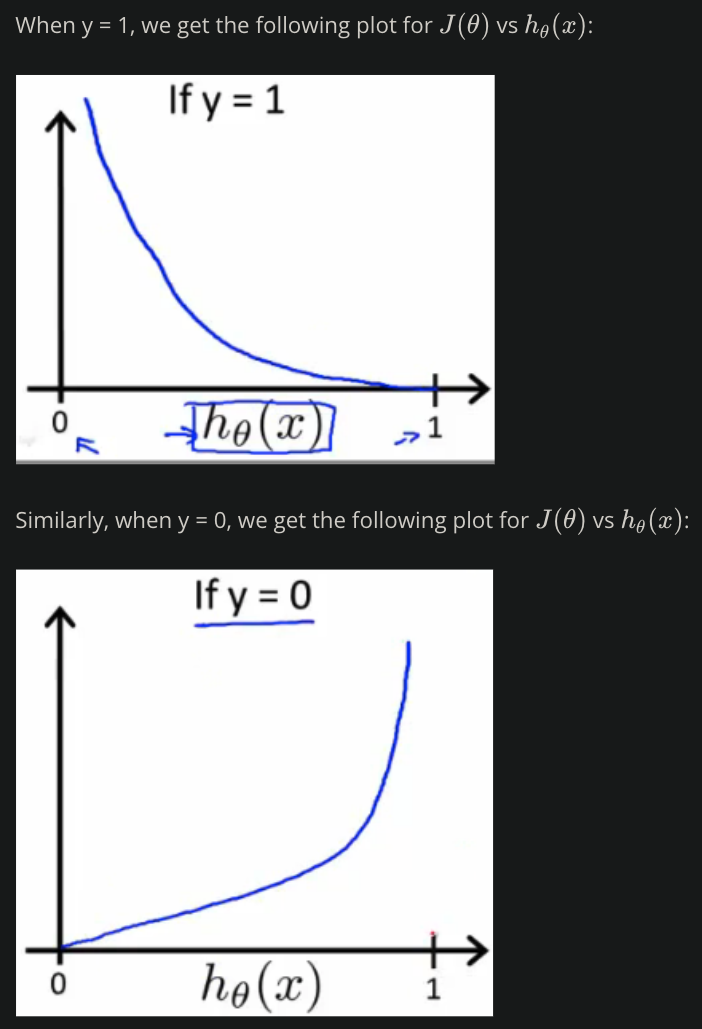 When y = 1, we get the following plot for J(θ) vs hθ(x):
If y = 1
0 hθ(x) 1
Similarly, when y = 0, we get the following plot for J(θ) vs hθ(x):
If y = 0
0 hθ(x) 1